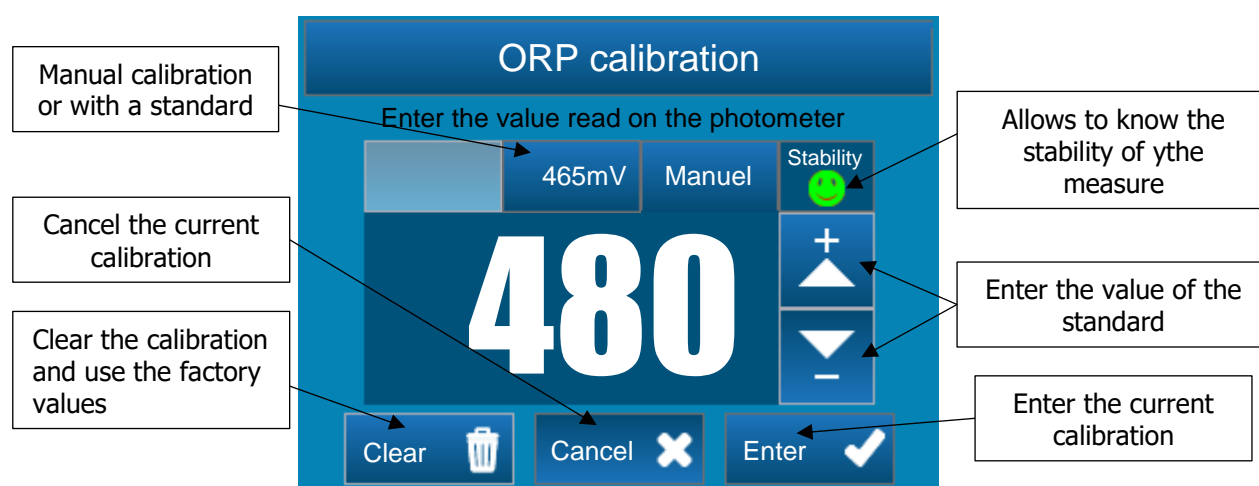 ORP calibration
Manual calibration
or with a standard
Enter the value read on the photometer
Allows to know the
stability of ythe
measure
465mV
Manuel
Stability
Cancel the current
calibration
480
+
−
Enter the value of the
standard
Clear the calibration
and use the factory
values
Enter the current
calibration
Clear
Cancel
Enter